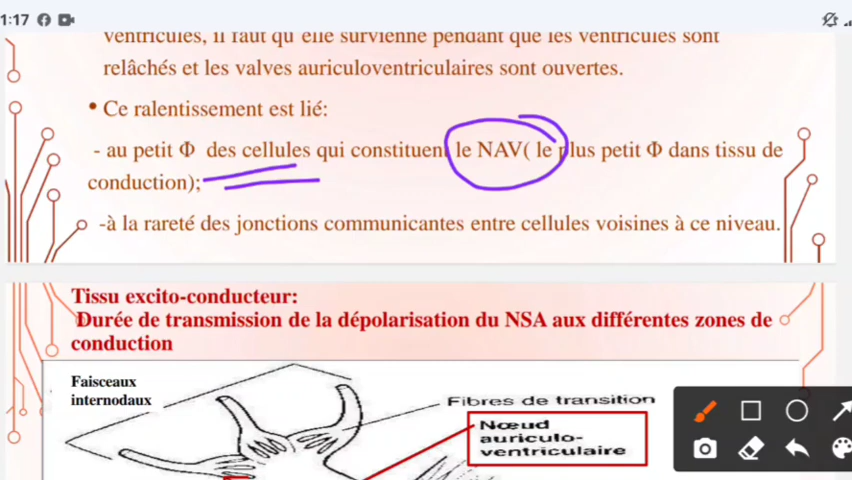 1:17
ventricules, il faut qu'elle survienne pendant que les ventricules sont
relâchés et les valves auriculoventriculaires sont ouvertes.
• Ce ralentissement est lié:
- au petit Φ des cellules qui constituent le NAV( le plus petit Φ dans tissu de
conduction);
-à la rareté des jonctions communicantes entre cellules voisines à ce niveau.
Tissu excito-conducteur:
Durée de transmission de la dépolarisation du NSA aux différentes zones de
conduction
Faisceaux
internodaux
Fibres de transition
Nœud
auriculo-
ventriculaire